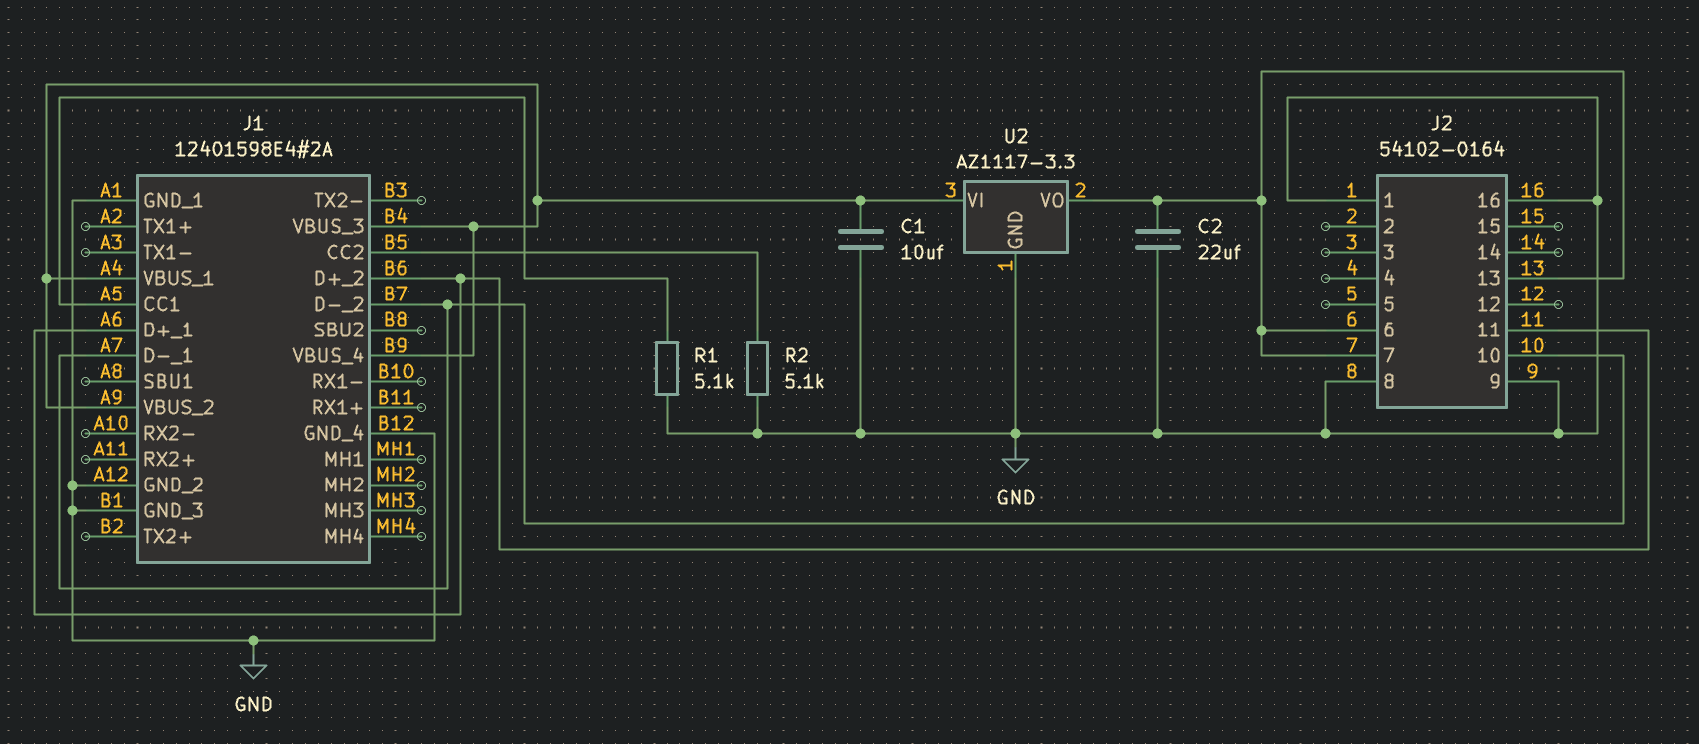 J1
12401598E4#2A
A1 GND_1 TX2- B3
A2 TX1+ VBUS_3 B4
A3 TX1- CC2 B5
A4 VBUS_1 D+_2 B6
A5 CC1 D-_2 B7
A6 D+_1 SBU2 B8
A7 D-_1 VBUS_4 B9
A8 SBU1 RX1- B10
A9 VBUS_2 RX1+ B11
A10 RX2- GND_4 B12
A11 RX2+ MH1 MH1
A12 GND_2 MH2 MH2
B1 GND_3 MH3 MH3
B2 TX2+ MH4 MH4
GND
R1
5.1k
R2
5.1k
C1
10uf
U2
AZ1117-3.3
3 VI VO 2
GND
1
GND
C2
22uf
J2
54102-0164
1 1 16 16
2 2 15 15
3 3 14 14
4 4 13 13
5 5 12 12
6 6 11 11
7 7 10 10
8 8 9 9